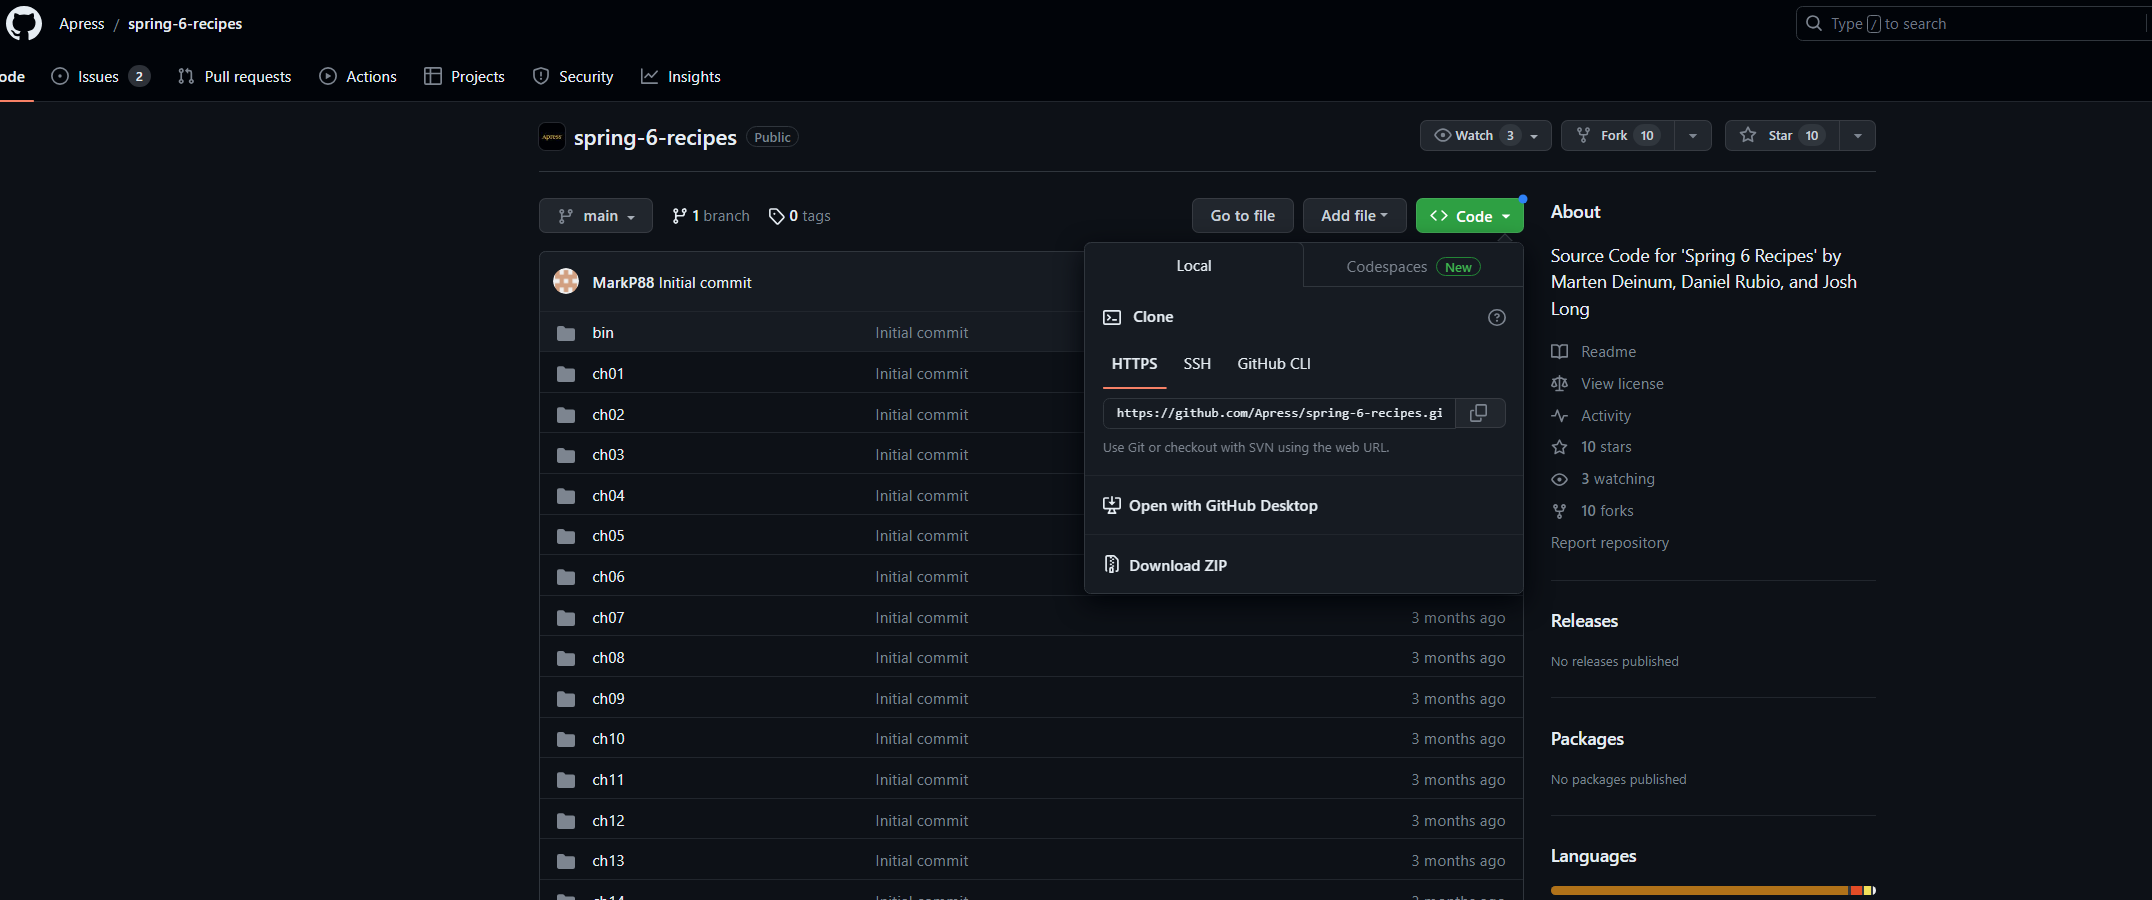 Apress / spring-6-recipes
Type / to search
ode
Issues 2
Pull requests
Actions
Projects
Security
Insights
Apress
spring-6-recipes Public
Watch 3
Fork 10
Star 10
main
1 branch
0 tags
Go to file
Add file
<> Code
MarkP88 Initial commit
bin Initial commit
ch01 Initial commit
ch02 Initial commit
ch03 Initial commit
ch04 Initial commit
ch05 Initial commit
ch06 Initial commit
ch07 Initial commit 3 months ago
ch08 Initial commit 3 months ago
ch09 Initial commit 3 months ago
ch10 Initial commit 3 months ago
ch11 Initial commit 3 months ago
ch12 Initial commit 3 months ago
ch13 Initial commit 3 months ago
ch14 Initial commit 3 months ago
Local
Codespaces New
Clone
HTTPS SSH GitHub CLI
https://github.com/Apress/spring-6-recipes.gi
Use Git or checkout with SVN using the web URL.
Open with GitHub Desktop
Download ZIP
About
Source Code for 'Spring 6 Recipes' by
Marten Deinum, Daniel Rubio, and Josh
Long
Readme
View license
Activity
10 stars
3 watching
10 forks
Report repository
Releases
No releases published
Packages
No packages published
Languages